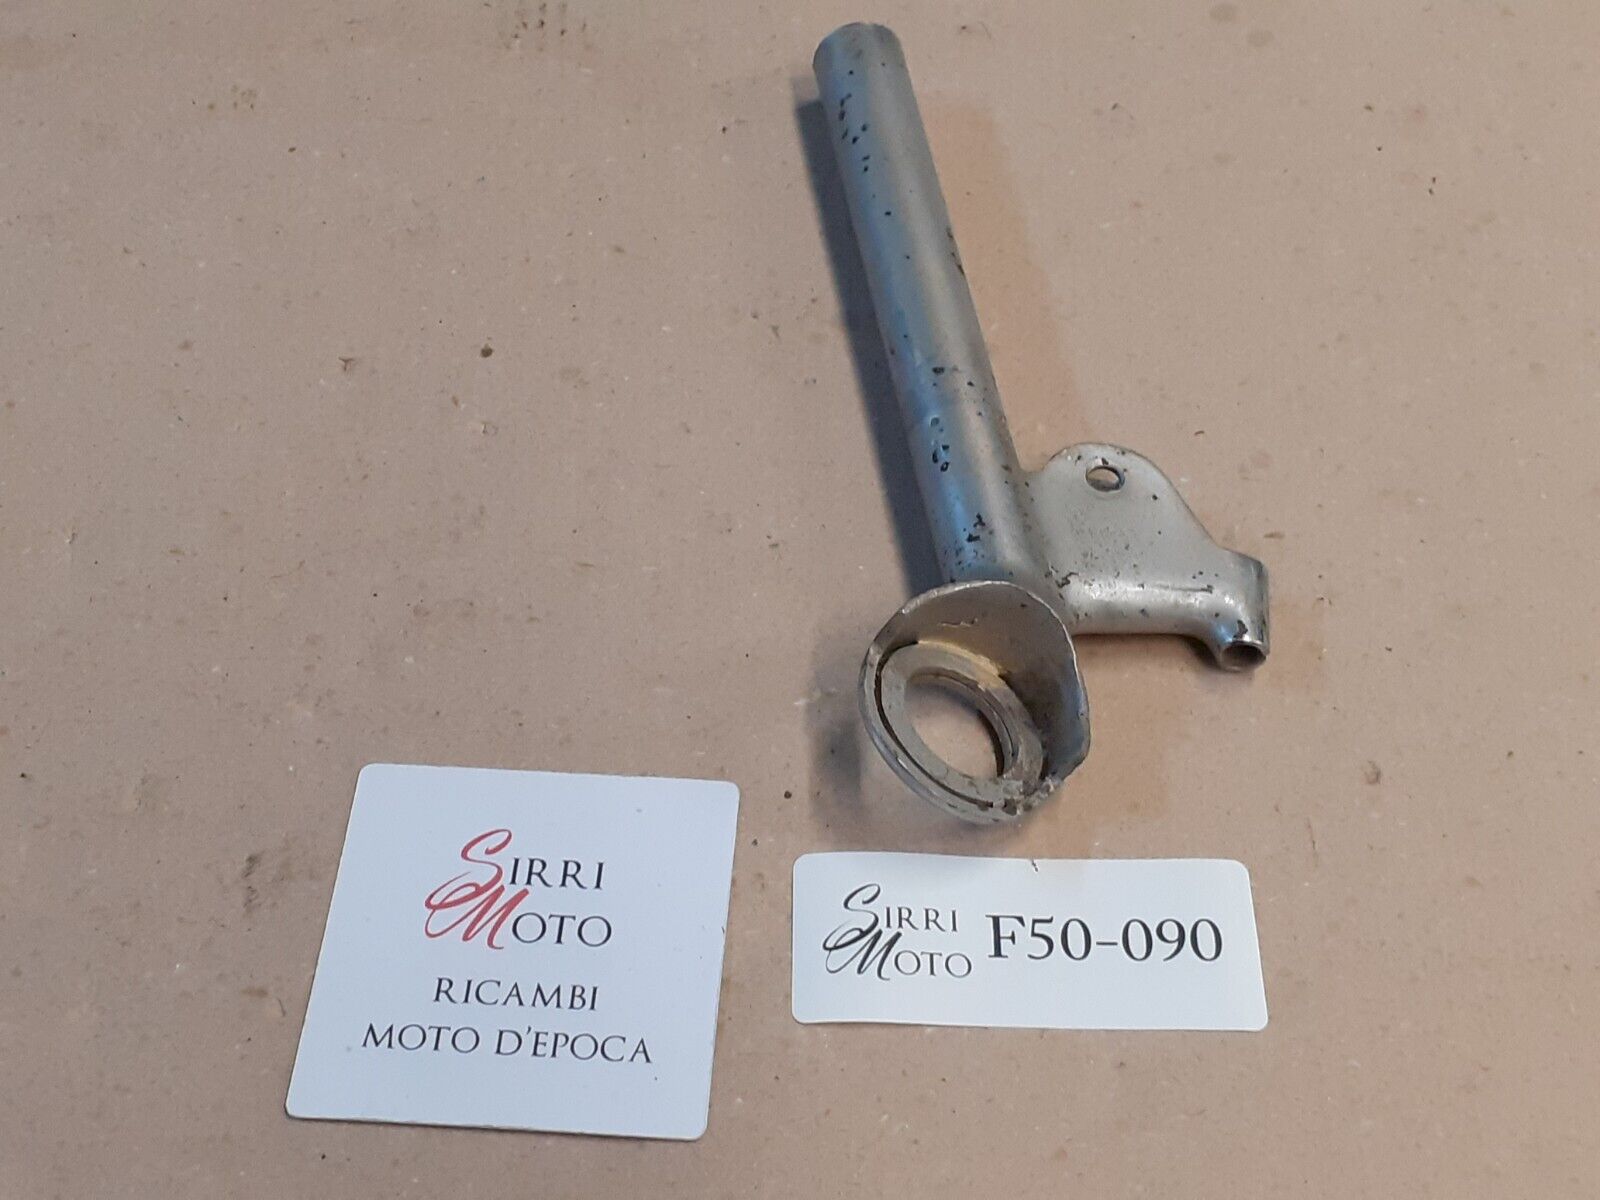 SIRRI
MOTO
RICAMBI
MOTO D'EPOCA
SIRRI
MOTO
F50-090